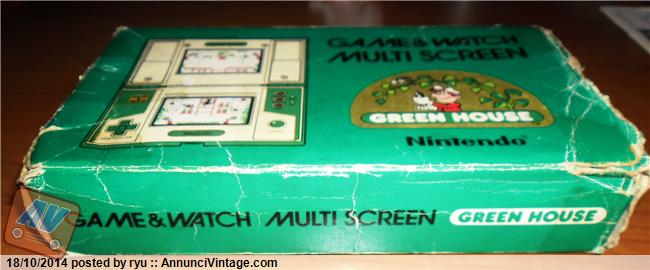 GAME & WATCH
MULTI SCREEN
GREEN HOUSE
Nintendo
GAME & WATCH MULTI SCREEN GREEN HOUSE
AV
18/10/2014 posted by ryu :: AnnunciVintage.com